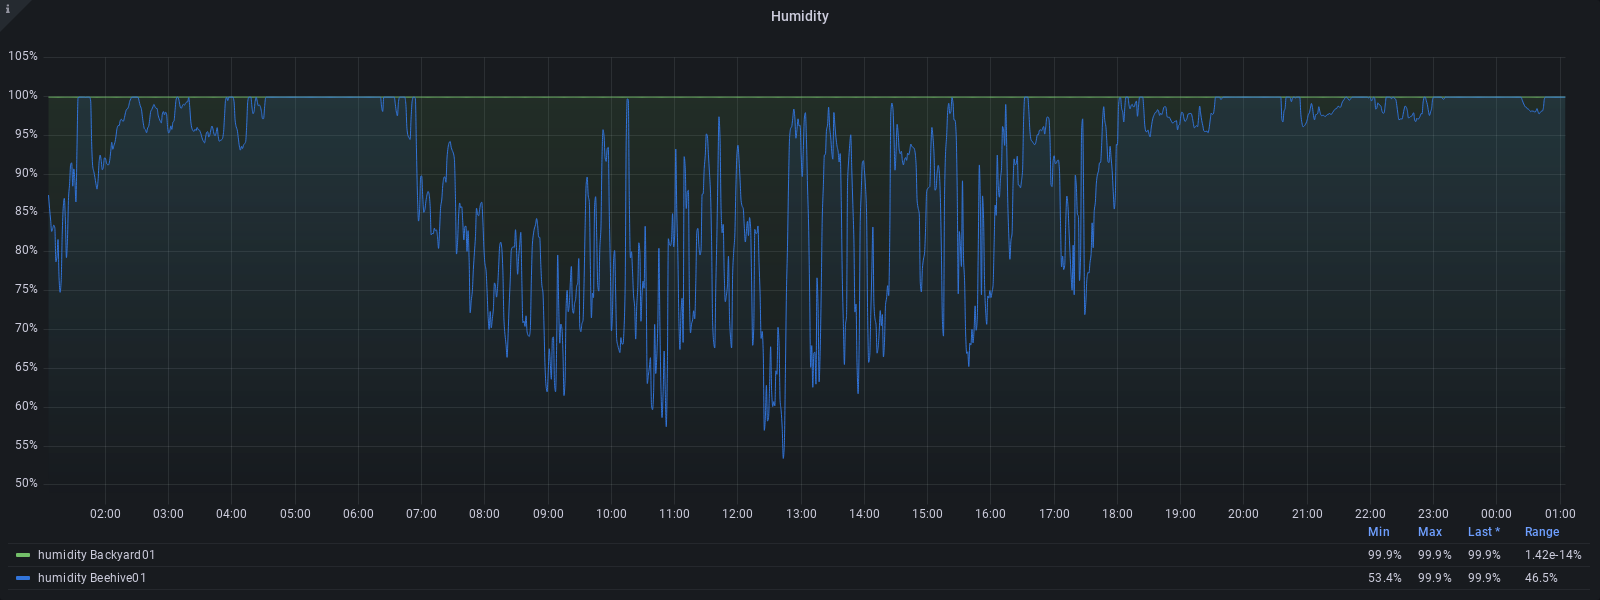 i
Humidity
105%
100%
95%
90%
85%
80%
75%
70%
65%
60%
55%
50%
02:00 03:00 04:00 05:00 06:00 07:00 08:00 09:00 10:00 11:00 12:00 13:00 14:00 15:00 16:00 17:00 18:00 19:00 20:00 21:00 22:00 23:00 00:00 01:00
Min Max Last * Range
humidity Backyard01 99.9% 99.9% 99.9% 1.42e-14%
humidity Beehive01 53.4% 99.9% 99.9% 46.5%